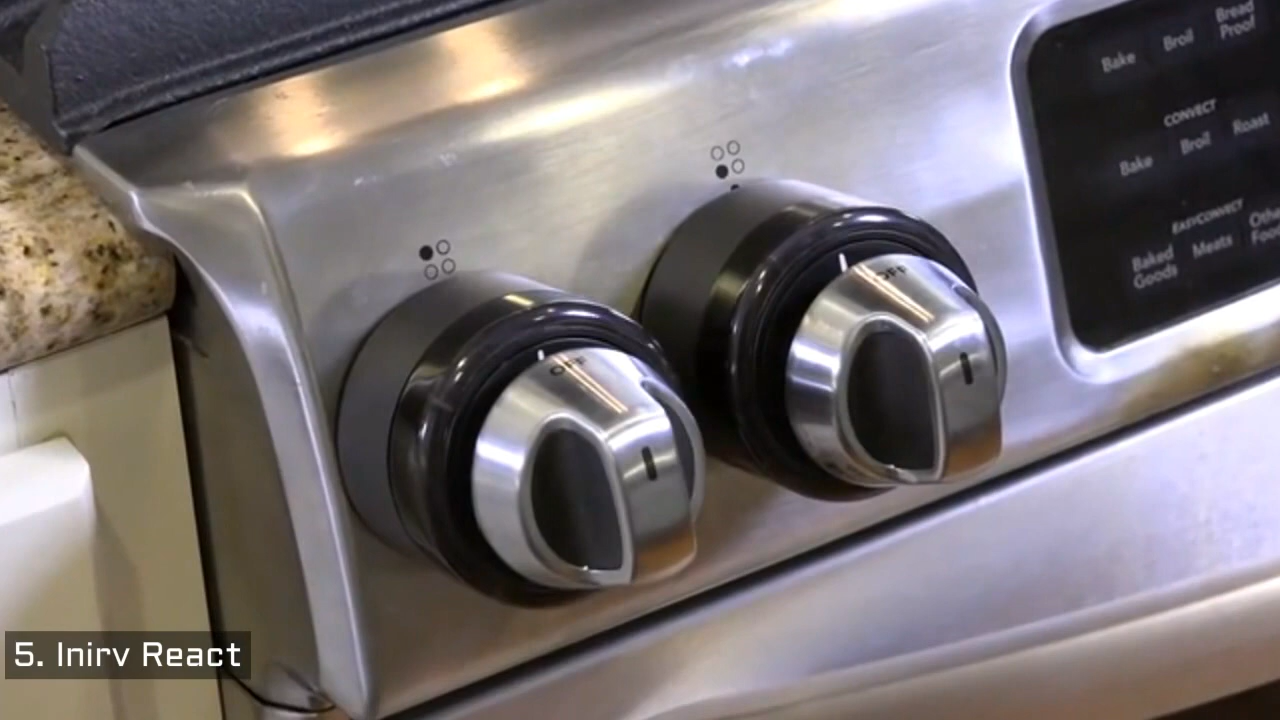 Bake Broil Bread
Proof
CONVECT
Bake Broil Roast
EASYCONVECT
Baked
Goods Meats
OFF
OFF
5. Inirv React